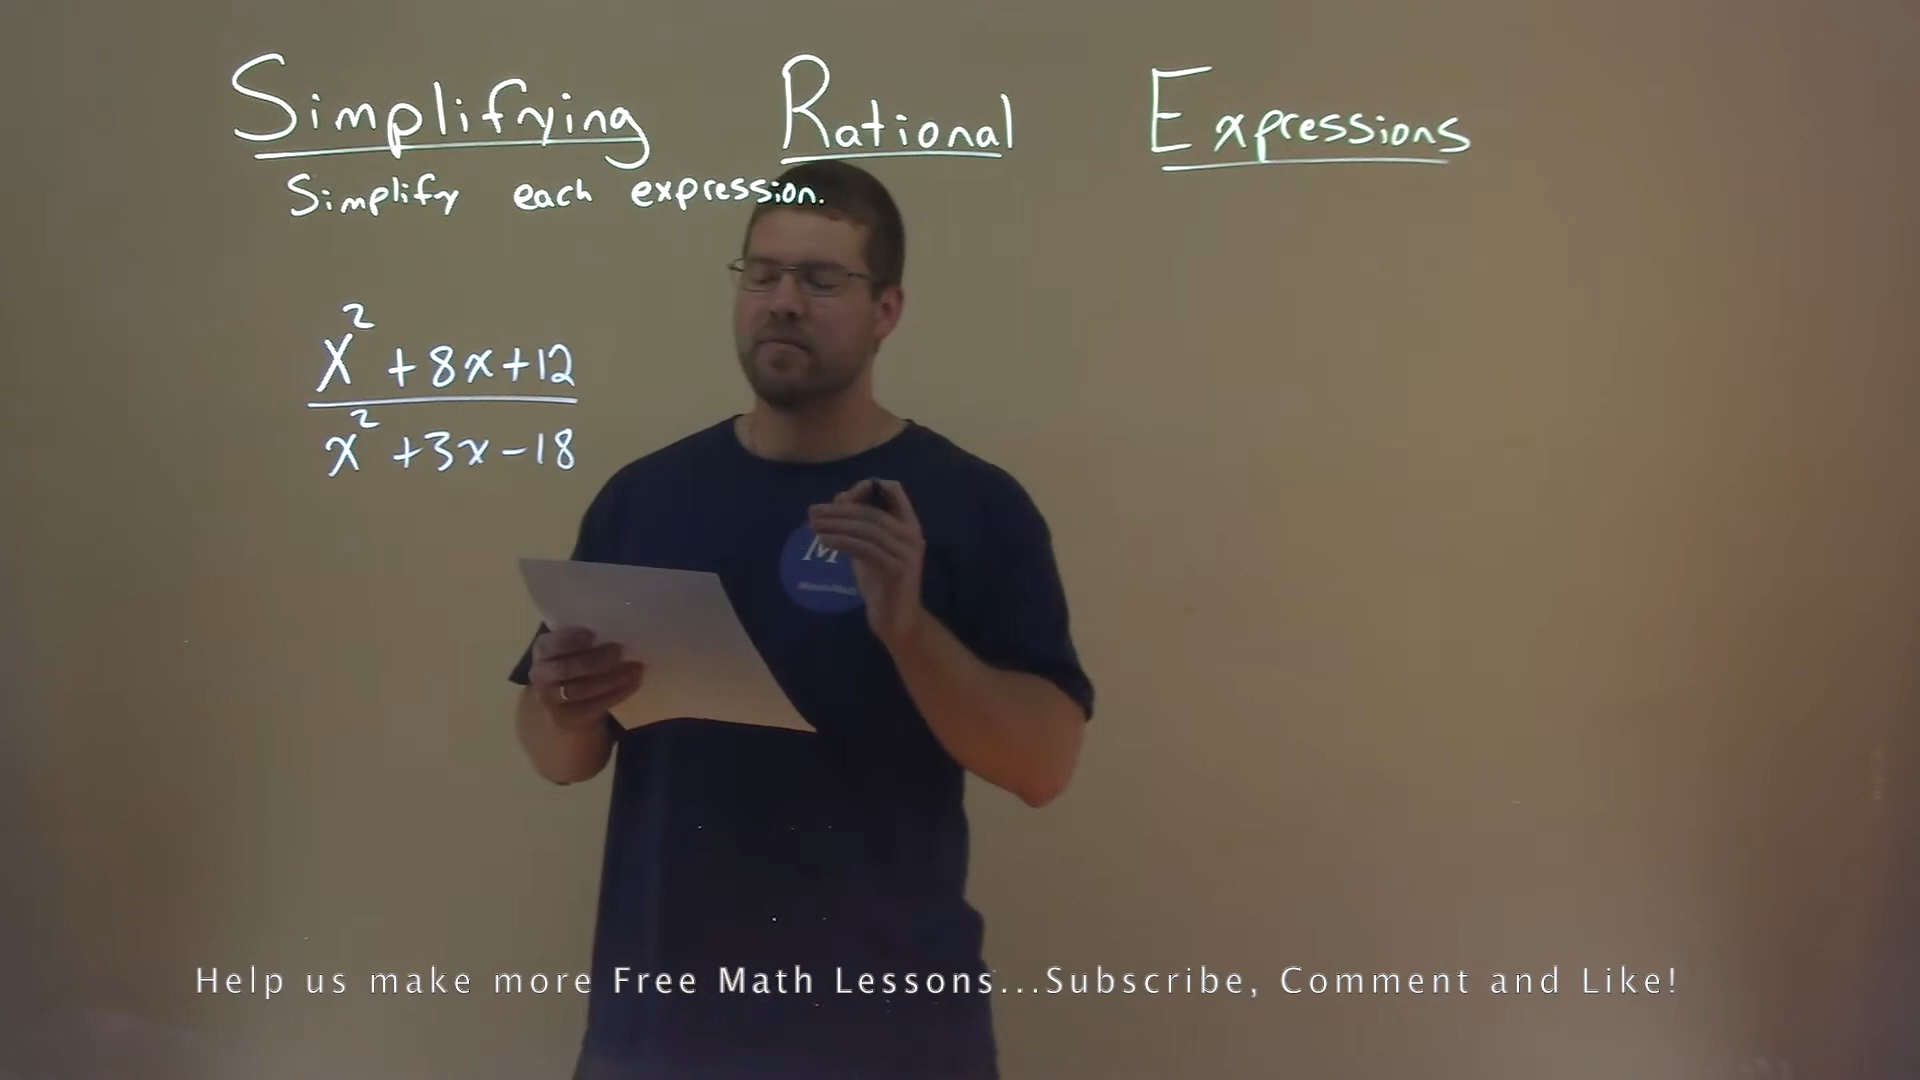 Simplifying Rational Expressions
Simplify each expression.
x² + 8x + 12
x² + 3x - 18
M
Help us make more Free Math Lessons...Subscribe, Comment and Like!